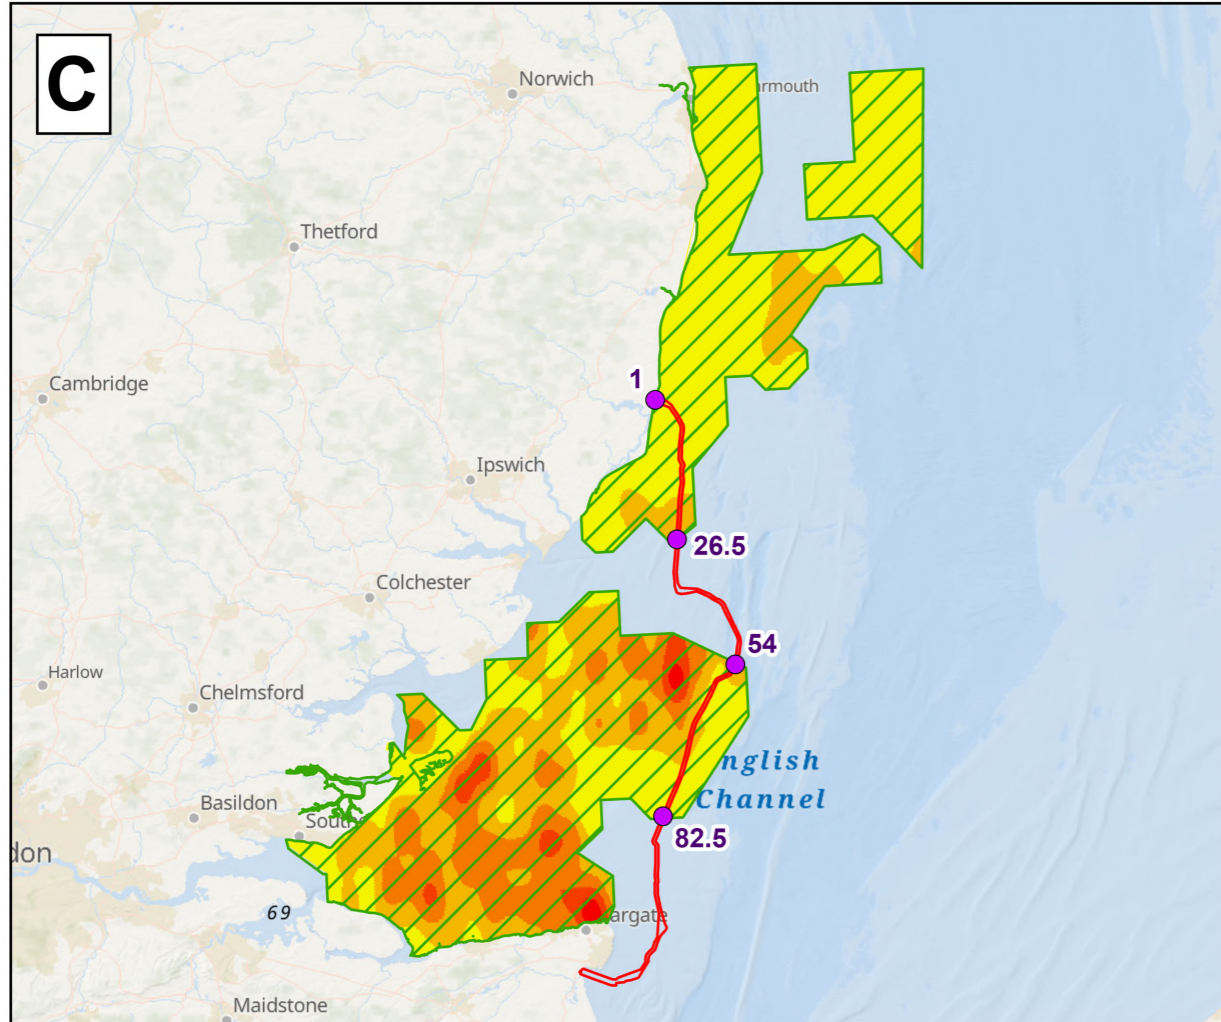 C
Norwich
armouth
Thetford
Cambridge
1
Ipswich
26.5
Colchester
54
Harlow
Chelmsford
nglish
Channel
Basildon
South
82.5
don
69
argate
Maidstone